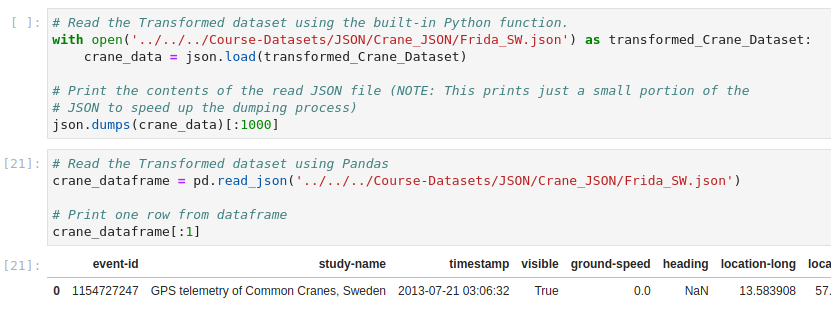 [ ]: # Read the Transformed dataset using the built-in Python function.
with open('../../../Course-Datasets/JSON/Crane_JSON/Frida_SW.json') as transformed_Crane_Dataset:
    crane_data = json.load(transformed_Crane_Dataset)

# Print the contents of the read JSON file (NOTE: This prints just a small portion of the
# JSON to speed up the dumping process)
json.dumps(crane_data)[:1000]

[21]: # Read the Transformed dataset using Pandas
crane_dataframe = pd.read_json('../../../Course-Datasets/JSON/Crane_JSON/Frida_SW.json')

# Print one row from dataframe
crane_dataframe[:1]

[21]: event-id study-name timestamp visible ground-speed heading location-long loca
0 1154727247 GPS telemetry of Common Cranes, Sweden 2013-07-21 03:06:32 True 0.0 NaN 13.583908 57.